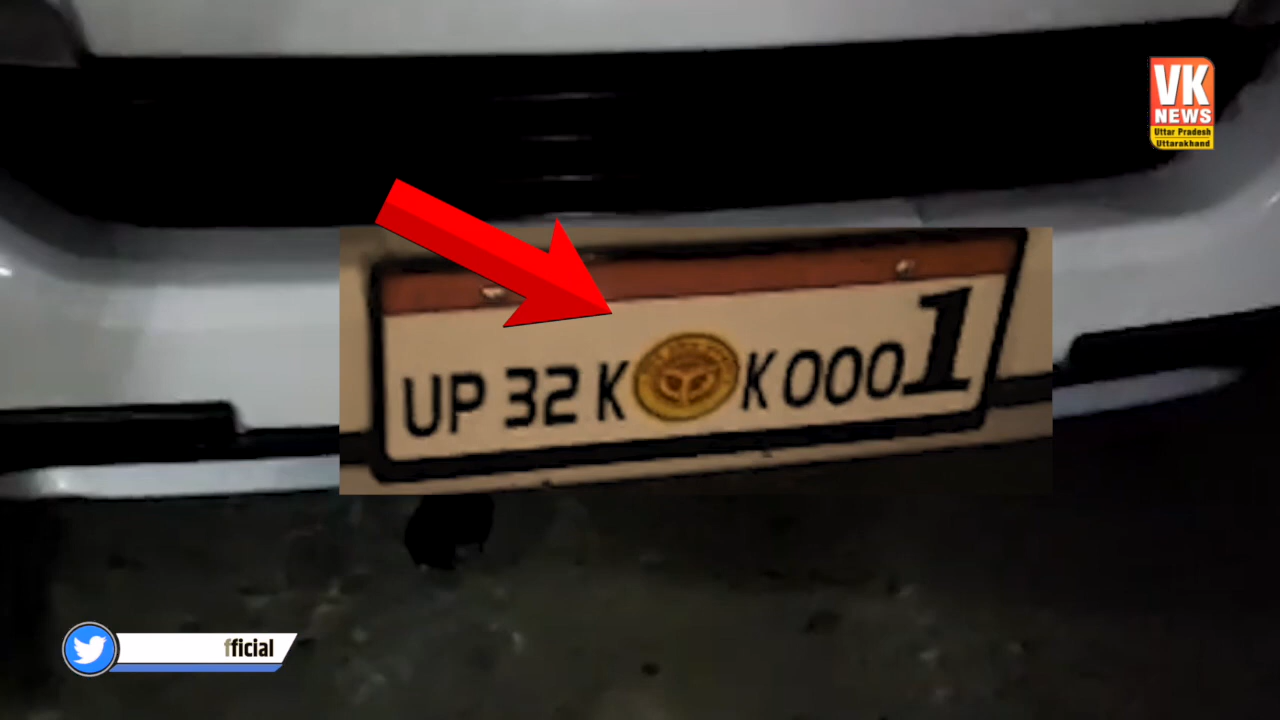 VK
NEWS
Uttar Pradesh
Uttarakhand
UP 32 K K 0001
fficial